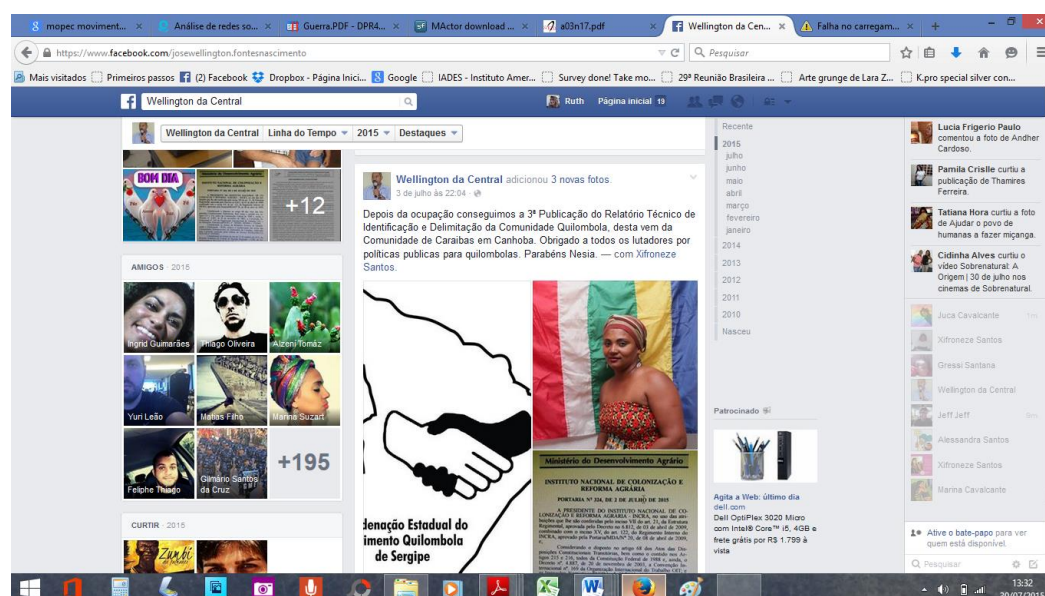 mopec moviment...
Análise de redes so...
Guerra.PDF - DPR4...
MActor download ...
a03n17.pdf
Wellington da Cen...
Falha no carregam...
https://www.facebook.com/josewellington.fontesnascimento
Pesquisar
Mais visitados
Primeiros passos
(2) Facebook
Dropbox - Página Inici...
Google
IADES - Instituto Amer...
Survey done! Take mo...
29ª Reunião Brasileira ...
Arte grunge de Lara Z...
K.pro special silver con...
Wellington da Central
Ruth
Página inicial 19
Wellington da Central
Linha do Tempo
2015
Destaques
BOM DIA
+12
AMIGOS · 2015
Ingrid Guimarães
Thiago Oliveira
Alzeni Tomáz
Yuri Leão
Matias Filho
Marina Suzart
Feliphe Thiago
Gilmário Santos
da Cruz
+195
CURTIR · 2015
Zumbi
Wellington da Central adicionou 3 novas fotos.
3 de julho às 22:04 ·
Depois da ocupação conseguimos a 3ª Publicação do Relatório Técnico de
Identificação e Delimitação da Comunidade Quilombola, desta vem da
Comunidade de Caraibas em Canhoba. Obrigado a todos os lutadores por
políticas publicas para quilombolas. Parabéns Nesia. — com Xifroneze
Santos.
denação Estadual do
imento Quilombola
de Sergipe
Ministério do Desenvolvimento Agrário
INSTITUTO NACIONAL DE COLONIZAÇÃO E
REFORMA AGRÁRIA
PORTARIA Nº 324, DE 2 DE JULHO DE 2015
Recente
2015
julho
junho
maio
abril
março
fevereiro
janeiro
2014
2013
2012
2011
2010
Nasceu
Patrocinado
Agita a Web: último dia
dell.com
Dell OptiPlex 3020 Micro
com Intel® Core™ i5, 4GB e
frete grátis por R$ 1.799 à
vista
Lucia Frigerio Paulo
comentou a foto de Andher
Cardoso.
Pamila Crislle curtiu a
publicação de Thamires
Ferreira.
Tatiana Hora curtiu a foto
de Ajudar o povo de
humanas a fazer miçanga.
Cidinha Alves curtiu o
vídeo Sobrenatural: A
Origem | 30 de julho nos
cinemas de Sobrenatural.
Juca Cavalcante
Xifroneze Santos
Gressi Santana
Wellington da Central
Jeff Jeff
Alessandra Santos
Xifroneze Santos
Marina Cavalcante
Ative o bate-papo para ver
quem está disponível.
Pesquisar
13:32
20/07/2015